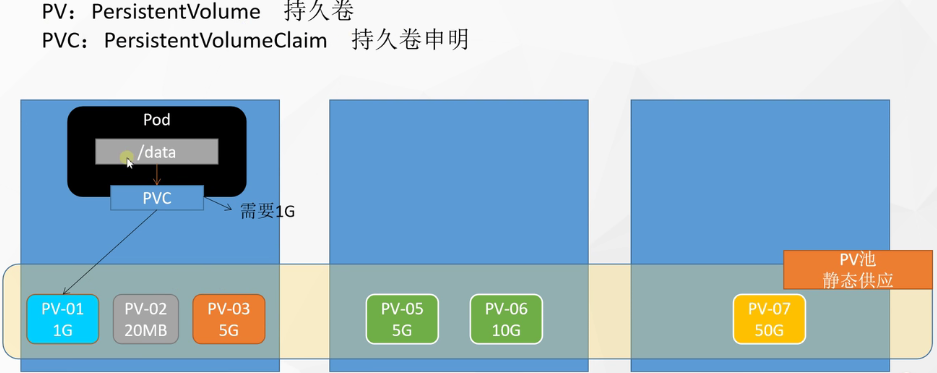 PV：PersistentVolume 持久卷
PVC：PersistentVolumeClaim 持久卷申明
Pod
/data
PVC
需要1G
PV池
静态供应
PV-01
1G
PV-02
20MB
PV-03
5G
PV-05
5G
PV-06
10G
PV-07
50G